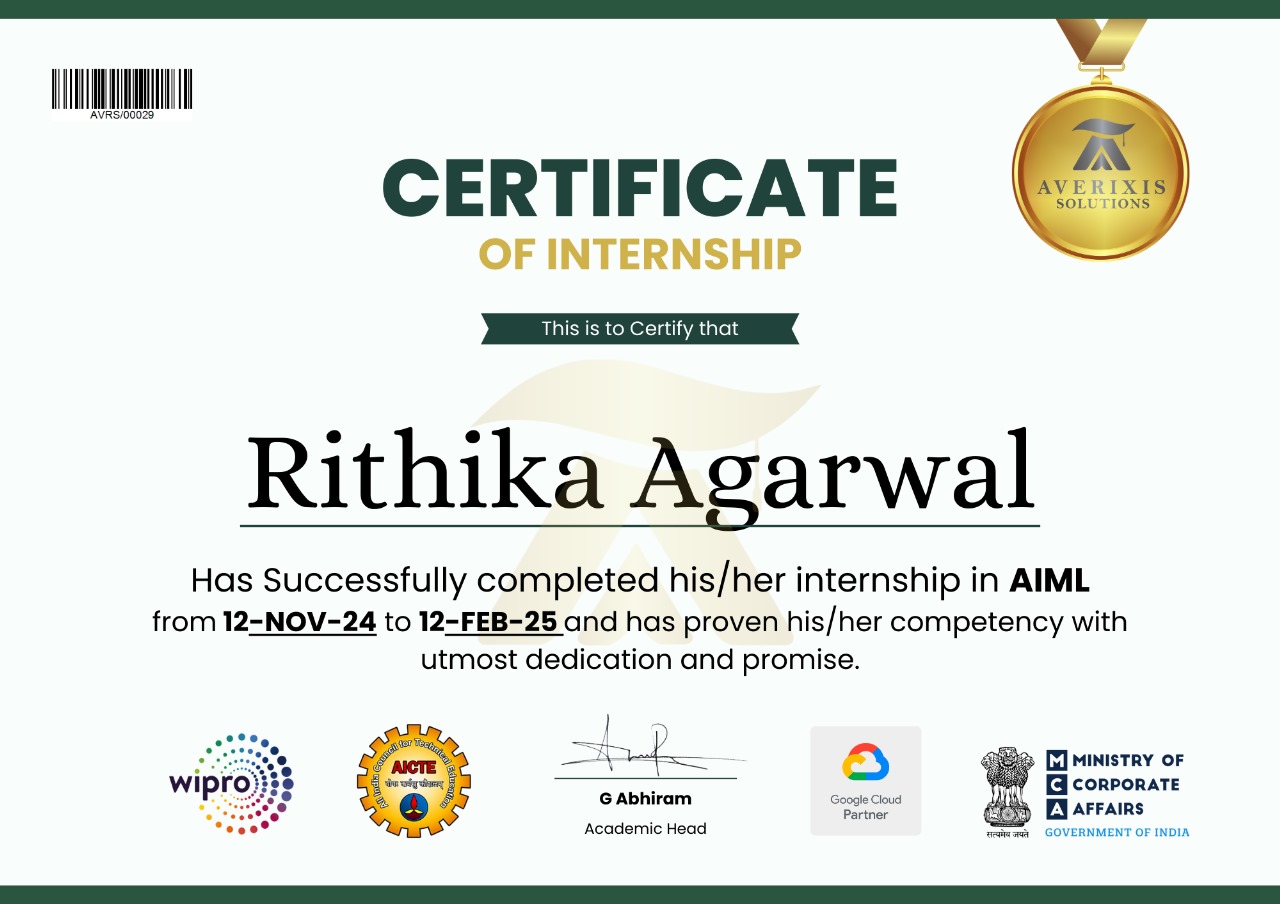 AVRS/00029
AVERIXIS
SOLUTIONS
CERTIFICATE
OF INTERNSHIP
This is to Certify that
Rithika Agarwal
Has Successfully completed his/her internship in AIML
from 12-NOV-24 to 12-FEB-25 and has proven his/her competency with
utmost dedication and promise.
wipro
All India Council for Technical Education
AICTE
योगः कर्मसु कौशलम्
G Abhiram
Academic Head
Google Cloud
Partner
सत्यमेव जयते
M MINISTRY OF
C CORPORATE
A AFFAIRS
GOVERNMENT OF INDIA